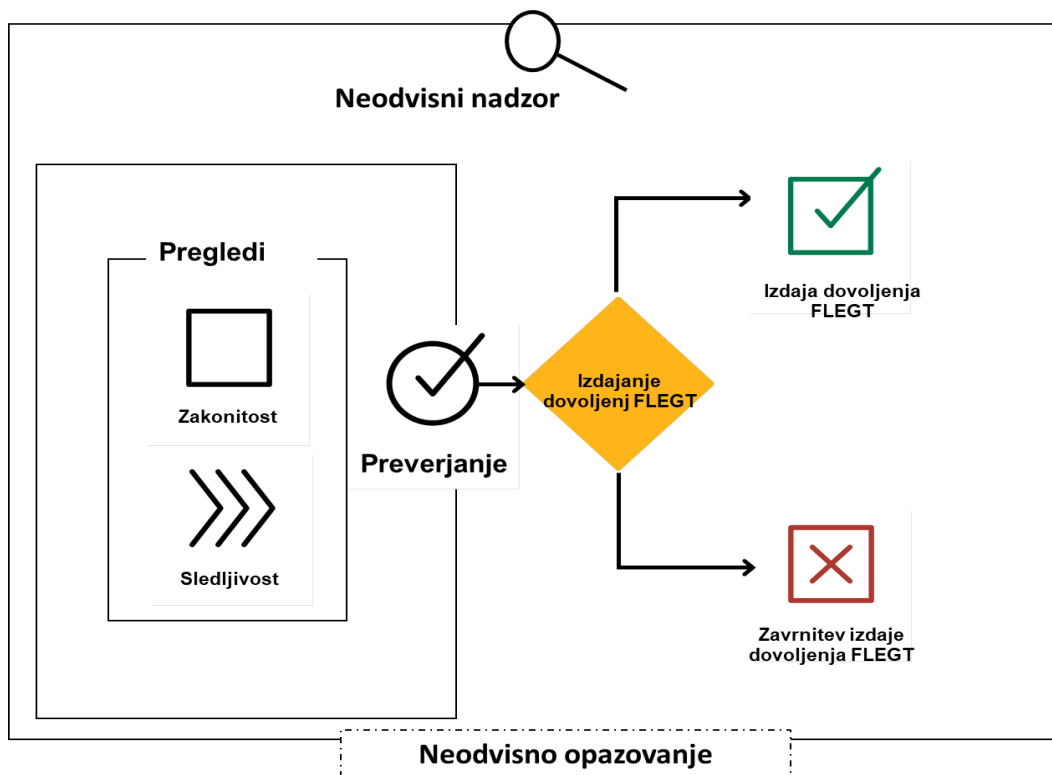 Neodvisni nadzor
Pregledi
Zakonitost
Sledljivost
Preverjanje
Izdajanje
dovoljenj FLEGT
Izdaja dovoljenja
FLEGT
Zavrnitev izdaje
dovoljenja FLEGT
Neodvisno opazovanje